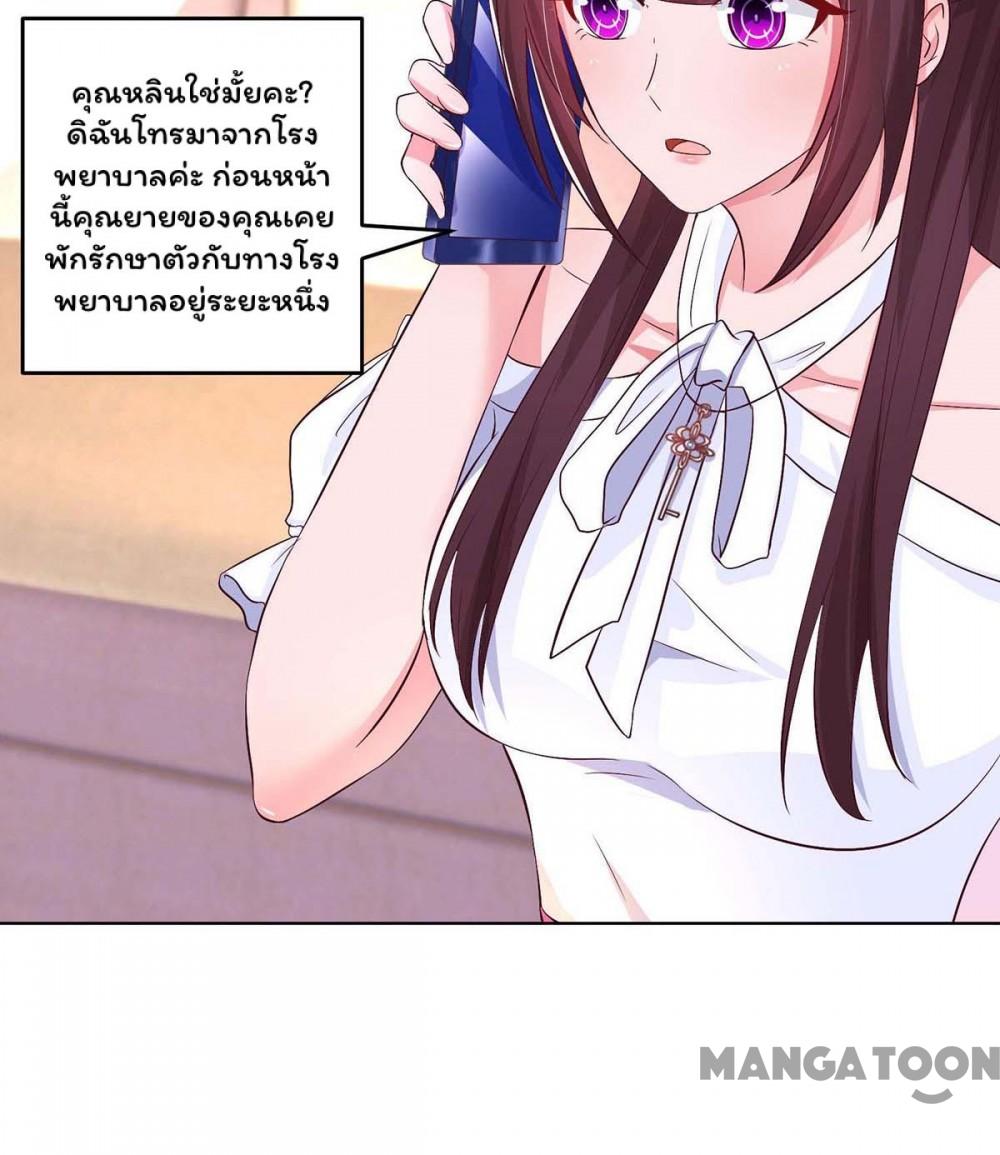 คุณหลินใช่มั้ยคะ?
ดิฉันโทรมาจากโรง
พยาบาลค่ะ ก่อนหน้า
นี้คุณยายของคุณเคย
พักรักษาตัวกับทางโรง
พยาบาลอยู่ระยะหนึ่ง
MANGATOON